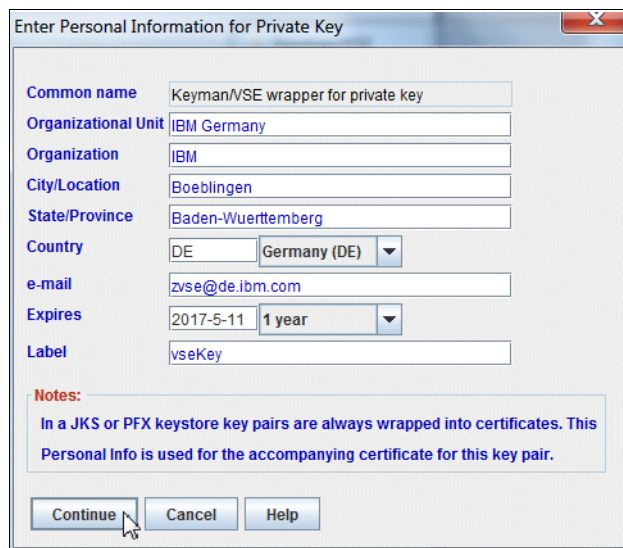 Enter Personal Information for Private Key
Common name Keyman/VSE wrapper for private key
Organizational Unit IBM Germany
Organization IBM
City/Location Boeblingen
State/Province Baden-Wuerttemberg
Country DE Germany (DE)
e-mail zvse@de.ibm.com
Expires 2017-5-11 1 year
Label vseKey
Notes:
In a JKS or PFX keystore key pairs are always wrapped into certificates. This
Personal Info is used for the accompanying certificate for this key pair.
Continue Cancel Help